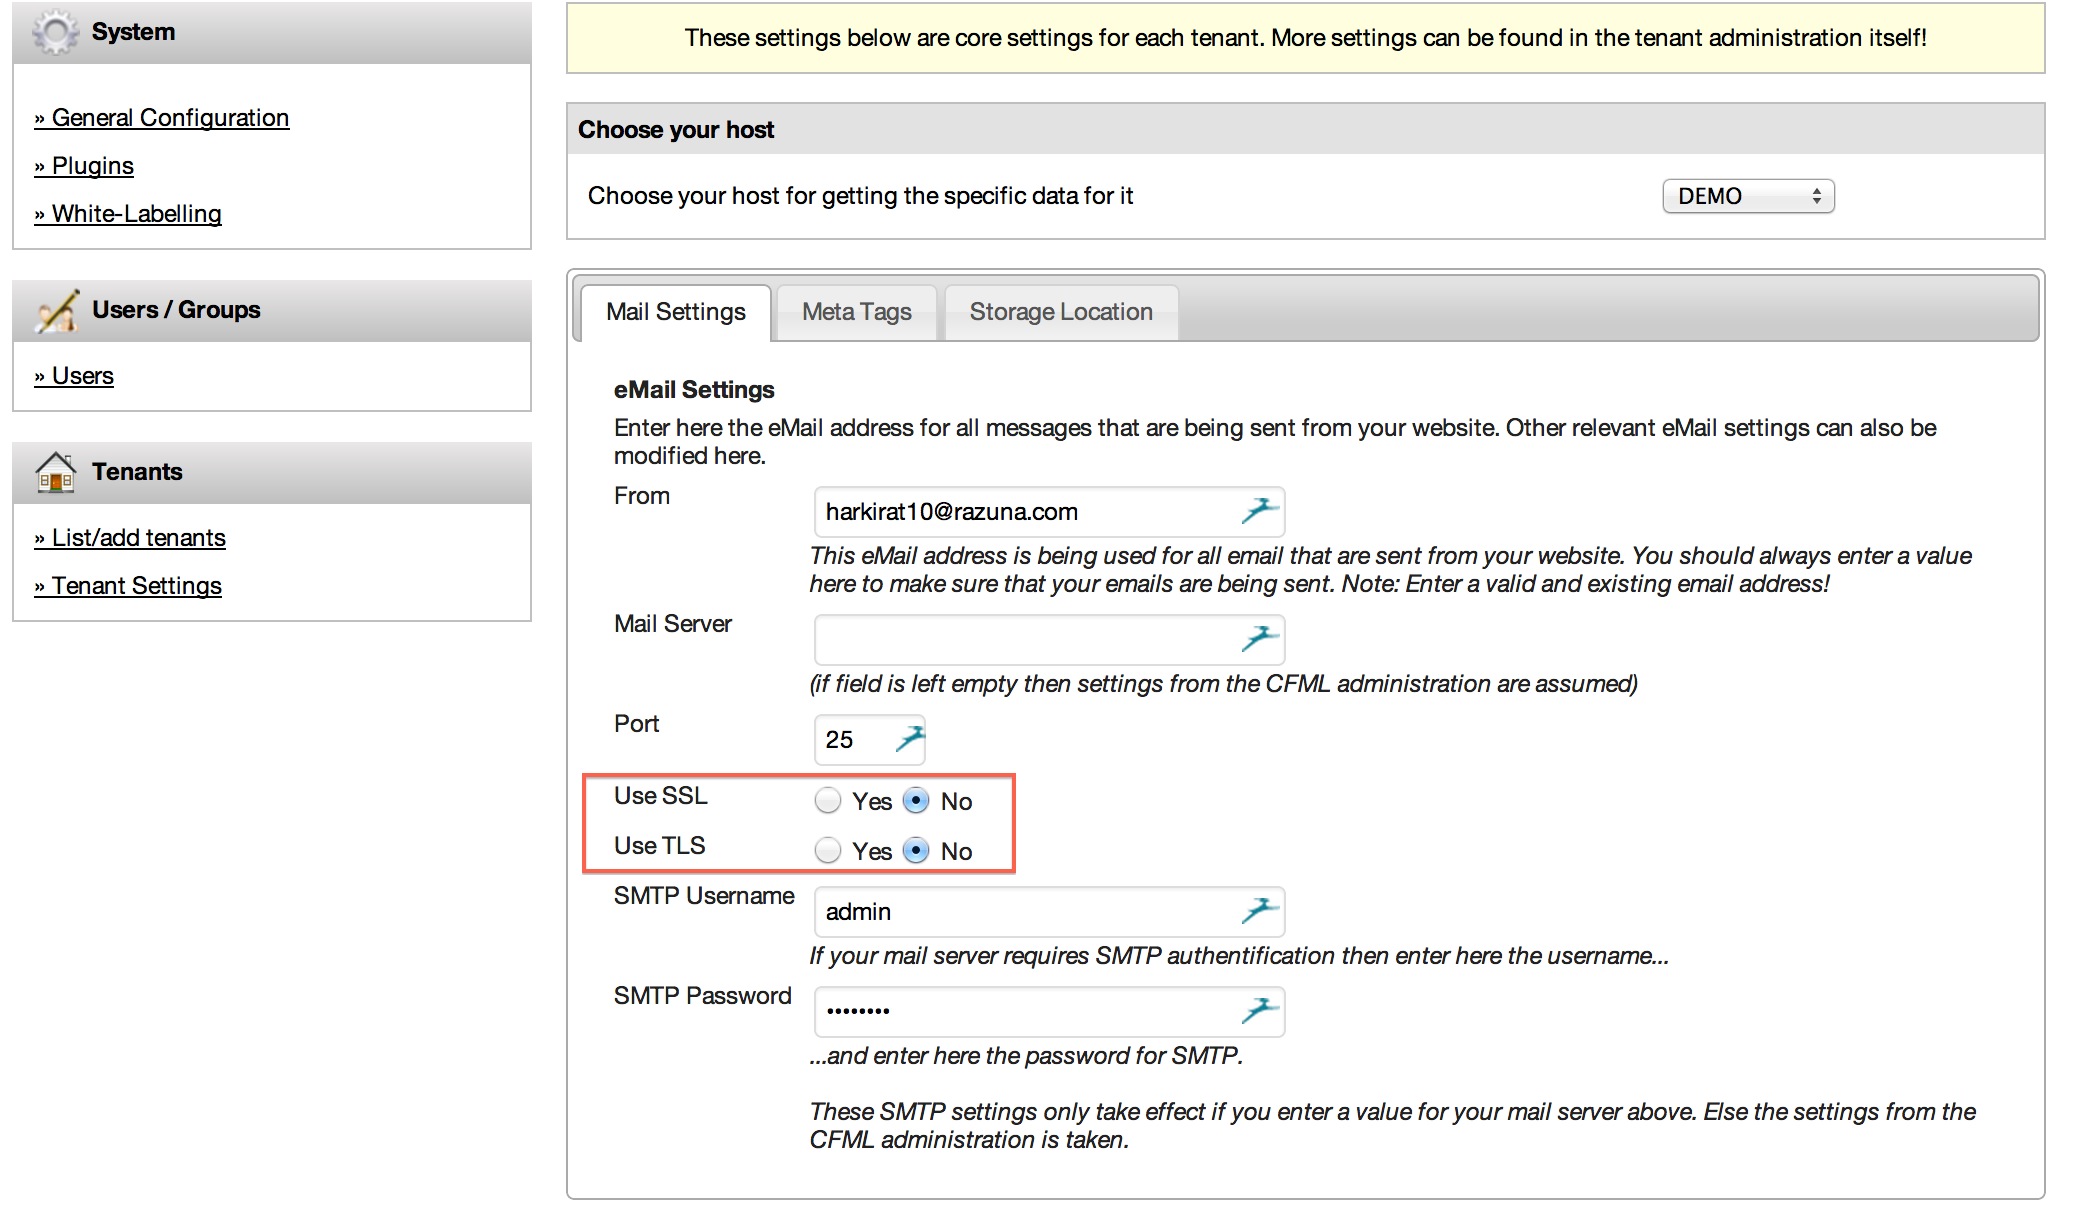 System
» General Configuration
» Plugins
» White-Labelling
Users / Groups
» Users
Tenants
» List/add tenants
» Tenant Settings
These settings below are core settings for each tenant. More settings can be found in the tenant administration itself!
Choose your host
Choose your host for getting the specific data for it
DEMO
Mail Settings
Meta Tags
Storage Location
eMail Settings
Enter here the eMail address for all messages that are being sent from your website. Other relevant eMail settings can also be
modified here.
From
harkirat10@razuna.com
This eMail address is being used for all email that are sent from your website. You should always enter a value
here to make sure that your emails are being sent. Note: Enter a valid and existing email address!
Mail Server
(if field is left empty then settings from the CFML administration are assumed)
Port
25
Use SSL
Yes
No
Use TLS
Yes
No
SMTP Username
admin
If your mail server requires SMTP authentification then enter here the username...
SMTP Password
••••••••
...and enter here the password for SMTP.
These SMTP settings only take effect if you enter a value for your mail server above. Else the settings from the
CFML administration is taken.